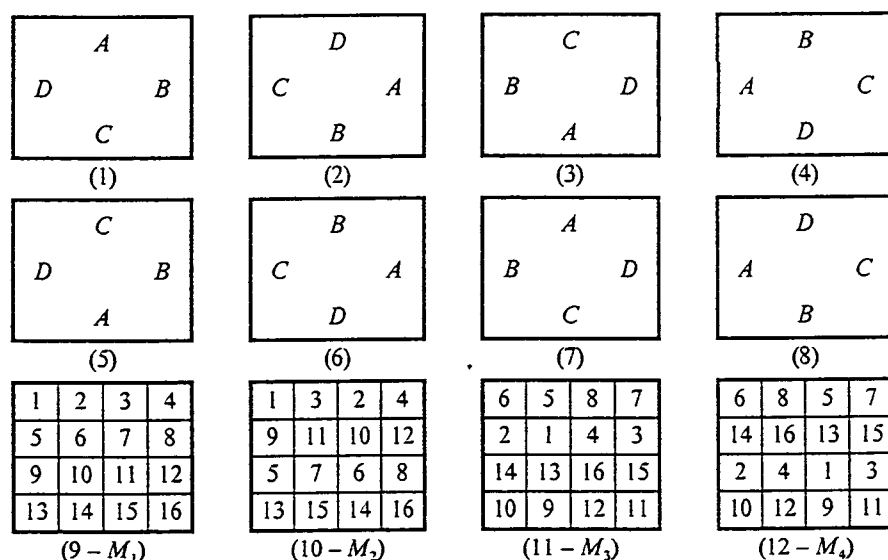 A D C B
D B C A B D A C
C B A D
(1) (2) (3) (4)
C B A D
D B C A B D A C
A D C B
(5) (6) (7) (8)
1 2 3 4 1 3 2 4 6 5 8 7 6 8 5 7
5 6 7 8 9 11 10 12 2 1 4 3 14 16 13 15
9 10 11 12 5 7 6 8 14 13 16 15 2 4 1 3
13 14 15 16 13 15 14 16 10 9 12 11 10 12 9 11
(9 – M₁) (10 – M₂) (11 – M₃) (12 – M₄)